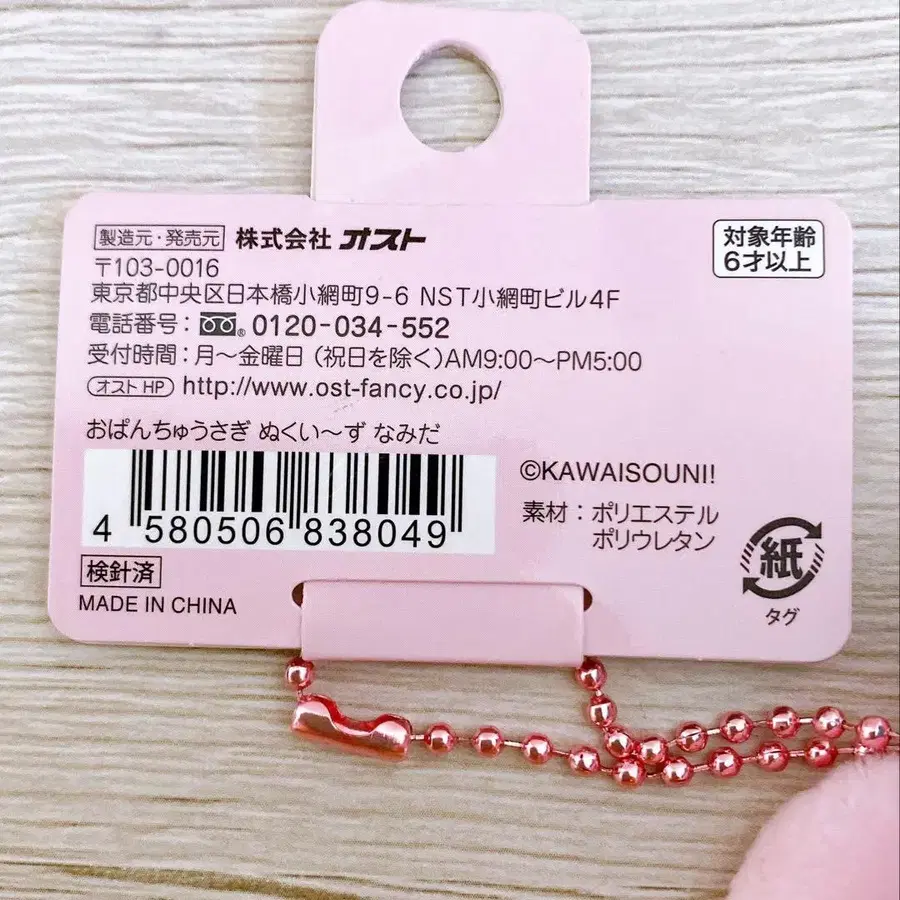 製造元・発売元 株式会社 オスト
〒103-0016
東京都中央区日本橋小網町9-6 NST小網町ビル4F
電話番号：0120-034-552
受付時間：月～金曜日（祝日を除く）AM9:00～PM5:00
オスト HP http://www.ost-fancy.co.jp/
対象年齢
6才以上
おぱんちゅうさぎ ぬくい～ず なみだ
4 580506 838049
©KAWAISOUNI!
素材：ポリエステル
ポリウレタン
紙
タグ
検針済
MADE IN CHINA